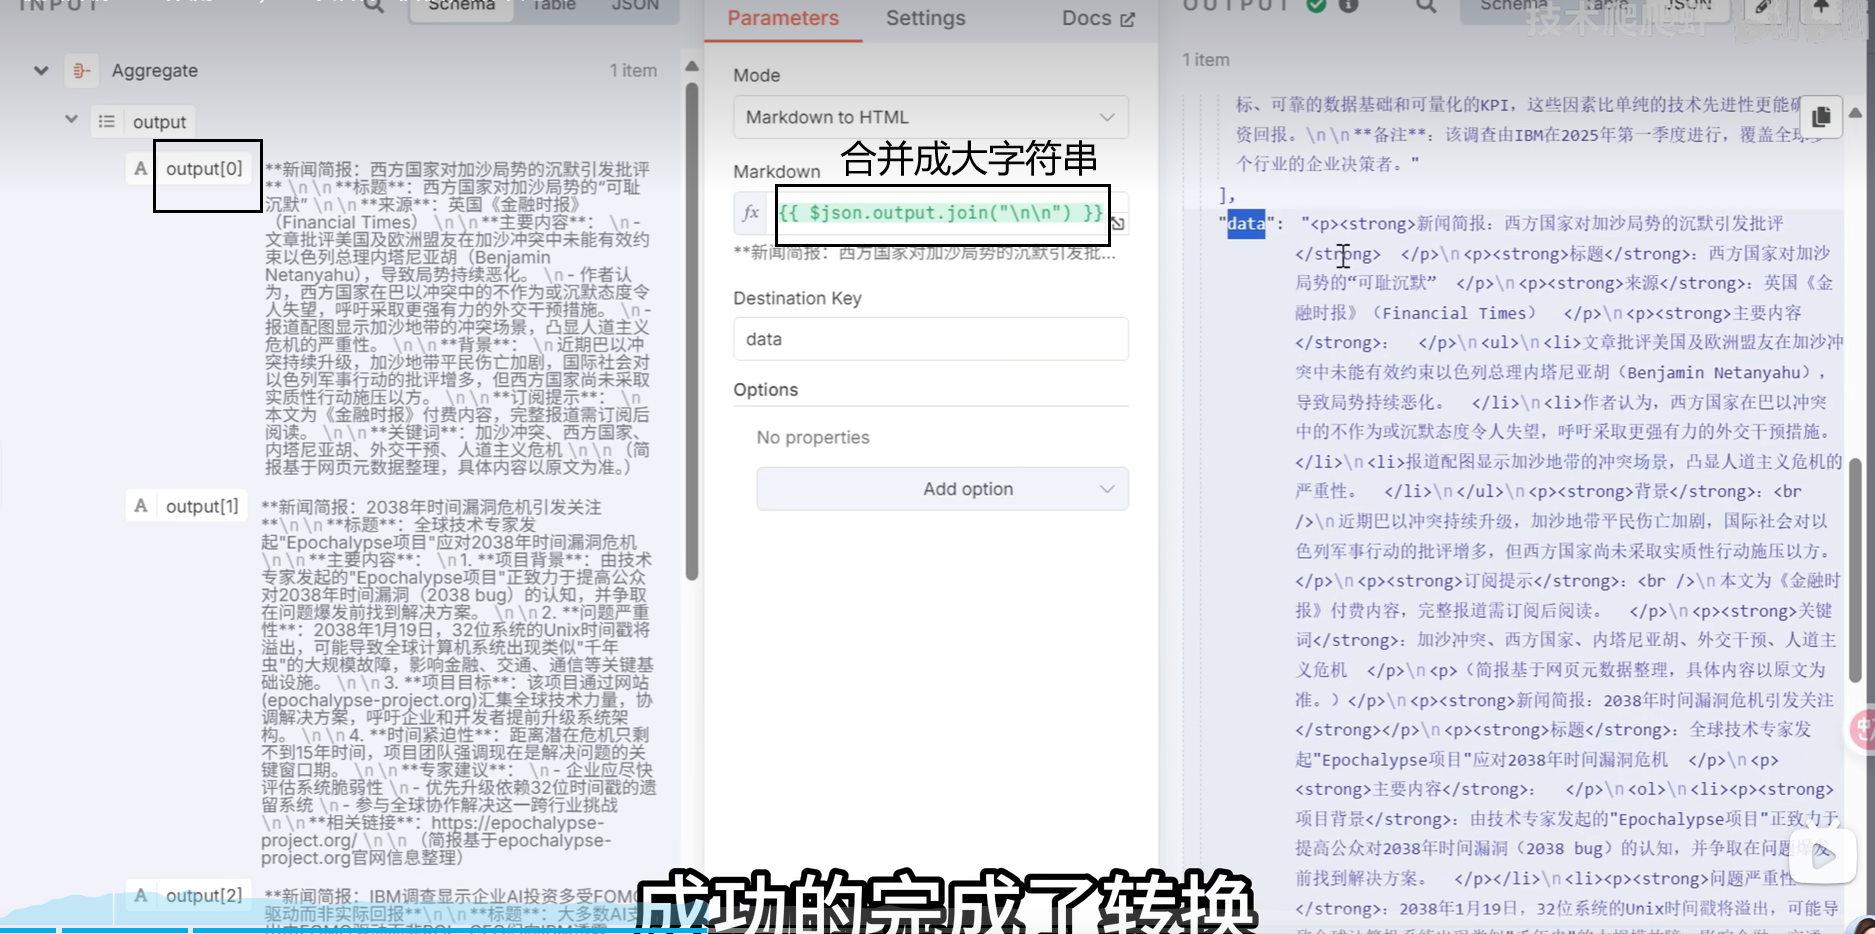 INPUT
Schema
Table
JSON
Aggregate
1 item
output
A output[0]
**新闻简报：西方国家对加沙局势的沉默引发批评
** \n\n**标题**：西方国家对加沙局势的“可耻
沉默” \n\n**来源**：英国《金融时报》
（Financial Times） \n\n**主要内容**： \n -
文章批评美国及欧洲盟友在加沙冲突中未能有效约
束以色列总理内塔尼亚胡（Benjamin
Netanyahu），导致局势持续恶化。 \n - 作者认
为，西方国家在巴以冲突中的不作为或沉默态度令
人失望，呼吁采取更强有力的外交干预措施。 \n -
报道配图显示加沙地带的冲突场景，凸显人道主义
危机的严重性。 \n\n**背景**： \n 近期巴以冲
突持续升级，加沙地带平民伤亡加剧，国际社会对
以色列军事行动的批评增多，但西方国家尚未采取
实质性行动施压以方。 \n\n**订阅提示**： \n
本文为《金融时报》付费内容，完整报道需订阅后
阅读。 \n\n**关键词**：加沙冲突、西方国家、
内塔尼亚胡、外交干预、人道主义危机 \n\n（简
报基于网页元数据整理，具体内容以原文为准。）
A output[1]
**新闻简报：2038年时间漏洞危机引发关注
**\n\n**标题**：全球技术专家发
起"Epochalypse项目"应对2038年时间漏洞危机
\n\n**主要内容**： \n1. **项目背景**：由技术
专家发起的"Epochalypse项目"正致力于提高公众
对2038年时间漏洞（2038 bug）的认知，并争取
在问题爆发前找到解决方案。 \n\n2. **问题严重
性**：2038年1月19日，32位系统的Unix时间戳将
溢出，可能导致全球计算机系统出现类似"千年
虫"的大规模故障，影响金融、交通、通信等关键基
础设施。 \n\n3. **项目目标**：该项目通过网站
(epochalypse-project.org)汇集全球技术力量，协
调解决方案，呼吁企业和开发者提前升级系统架
构。 \n\n4. **时间紧迫性**：距离潜在危机只剩
不到15年时间，项目团队强调现在是解决问题的关
键窗口期。 \n\n**专家建议**： \n - 企业应尽快
评估系统脆弱性 \n - 优先升级依赖32位时间戳的遗
留系统 \n - 参与全球协作解决这一跨行业挑战
\n\n**相关链接**：https://epochalypse-
project.org/ \n\n（简报基于epochalypse-
project.org官网信息整理）
A output[2]
**新闻简报：IBM调查显示企业AI投资多受FOMO
驱动而非实际回报**\n\n**标题**：大多数AI支
Parameters
Settings
Docs
Mode
Markdown to HTML
合并成大字符串
Markdown
fx {{ $json.output.join("\n\n") }}
**新闻简报：西方国家对加沙局势的沉默引发批...
Destination Key
data
Options
No properties
Add option
OUTPUT
Schema
Table
JSON
技术爬爬虾
1 item
标、可靠的数据基础和可量化的KPI，这些因素比单纯的技术先进性更能
资回报。\n\n**备注**：该调查由IBM在2025年第一季度进行，覆盖全球
个行业的企业决策者。"
],
"data": "<p><strong>新闻简报：西方国家对加沙局势的沉默引发批评
</strong> </p>\n<p><strong>标题</strong>：西方国家对加沙
局势的“可耻沉默” </p>\n<p><strong>来源</strong>：英国《金
融时报》（Financial Times） </p>\n<p><strong>主要内容
</strong>： </p>\n<ul>\n<li>文章批评美国及欧洲盟友在加沙冲
突中未能有效约束以色列总理内塔尼亚胡（Benjamin Netanyahu），
导致局势持续恶化。 </li>\n<li>作者认为，西方国家在巴以冲突
中的不作为或沉默态度令人失望，呼吁采取更强有力的外交干预措施。
</li>\n<li>报道配图显示加沙地带的冲突场景，凸显人道主义危机的
严重性。 </li>\n</ul>\n<p><strong>背景</strong>：<br
/>\n近期巴以冲突持续升级，加沙地带平民伤亡加剧，国际社会对以
色列军事行动的批评增多，但西方国家尚未采取实质性行动施压以方。
</p>\n<p><strong>订阅提示</strong>：<br />\n本文为《金融时
报》付费内容，完整报道需订阅后阅读。 </p>\n<p><strong>关键
词</strong>：加沙冲突、西方国家、内塔尼亚胡、外交干预、人道主
义危机 </p>\n<p>（简报基于网页元数据整理，具体内容以原文为
准。）</p>\n<p><strong>新闻简报：2038年时间漏洞危机引发关注
</strong></p>\n<p><strong>标题</strong>：全球技术专家发
起"Epochalypse项目"应对2038年时间漏洞危机 </p>\n<p>
<strong>主要内容</strong>： </p>\n<ol>\n<li><p><strong>
项目背景</strong>：由技术专家发起的"Epochalypse项目"正致力于
提高公众对2038年时间漏洞（2038 bug）的认知，并争取在问题爆发
前找到解决方案。 </p></li>\n<li><p><strong>问题严重性
</strong>：2038年1月19日，32位系统的Unix时间戳将溢出，可能导
成功的完成了转换